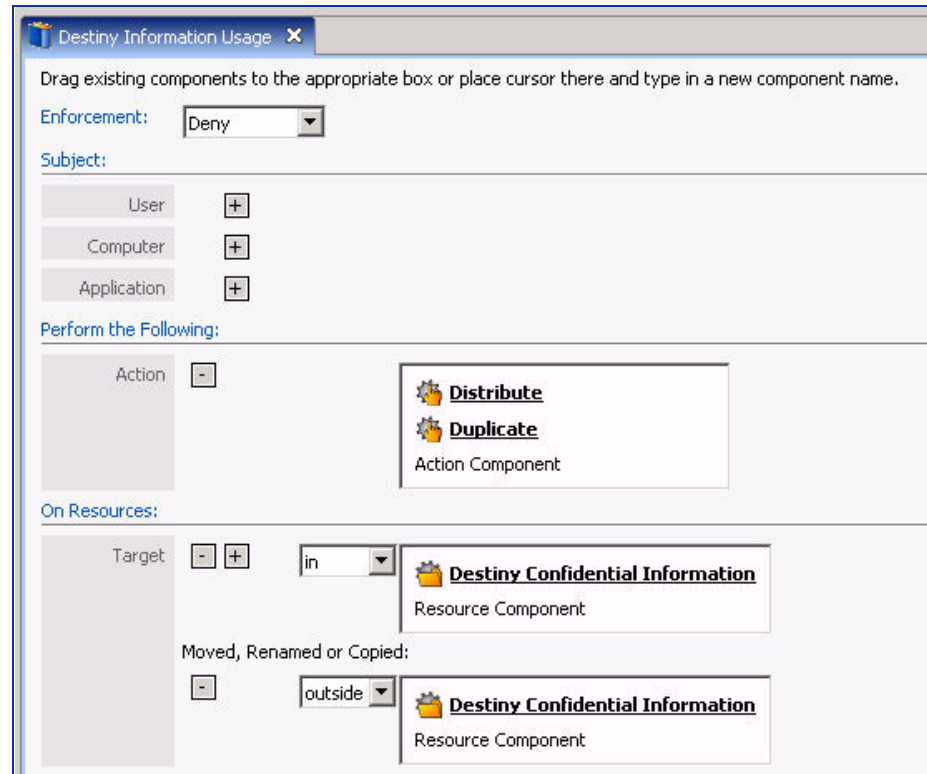 Destiny Information Usage
Drag existing components to the appropriate box or place cursor there and type in a new component name.
Enforcement: Deny
Subject:
User +
Computer +
Application +
Perform the Following:
Action -
Distribute
Duplicate
Action Component
On Resources:
Target - + in
Destiny Confidential Information
Resource Component
Moved, Renamed or Copied:
- outside
Destiny Confidential Information
Resource Component